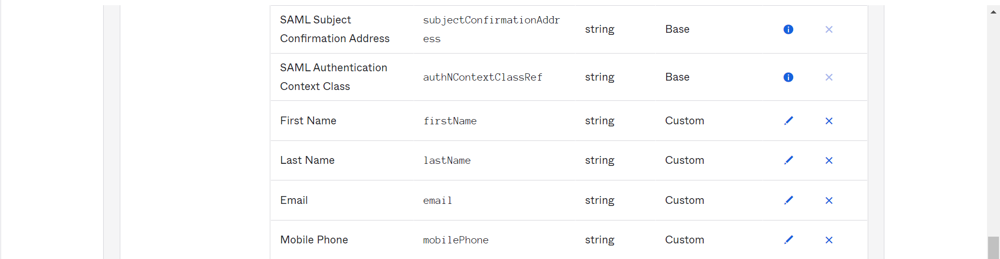 SAML Subject Confirmation Address subjectConfirmationAddress string Base
SAML Authentication Context Class authNContextClassRef string Base
First Name firstName string Custom
Last Name lastName string Custom
Email email string Custom
Mobile Phone mobilePhone string Custom